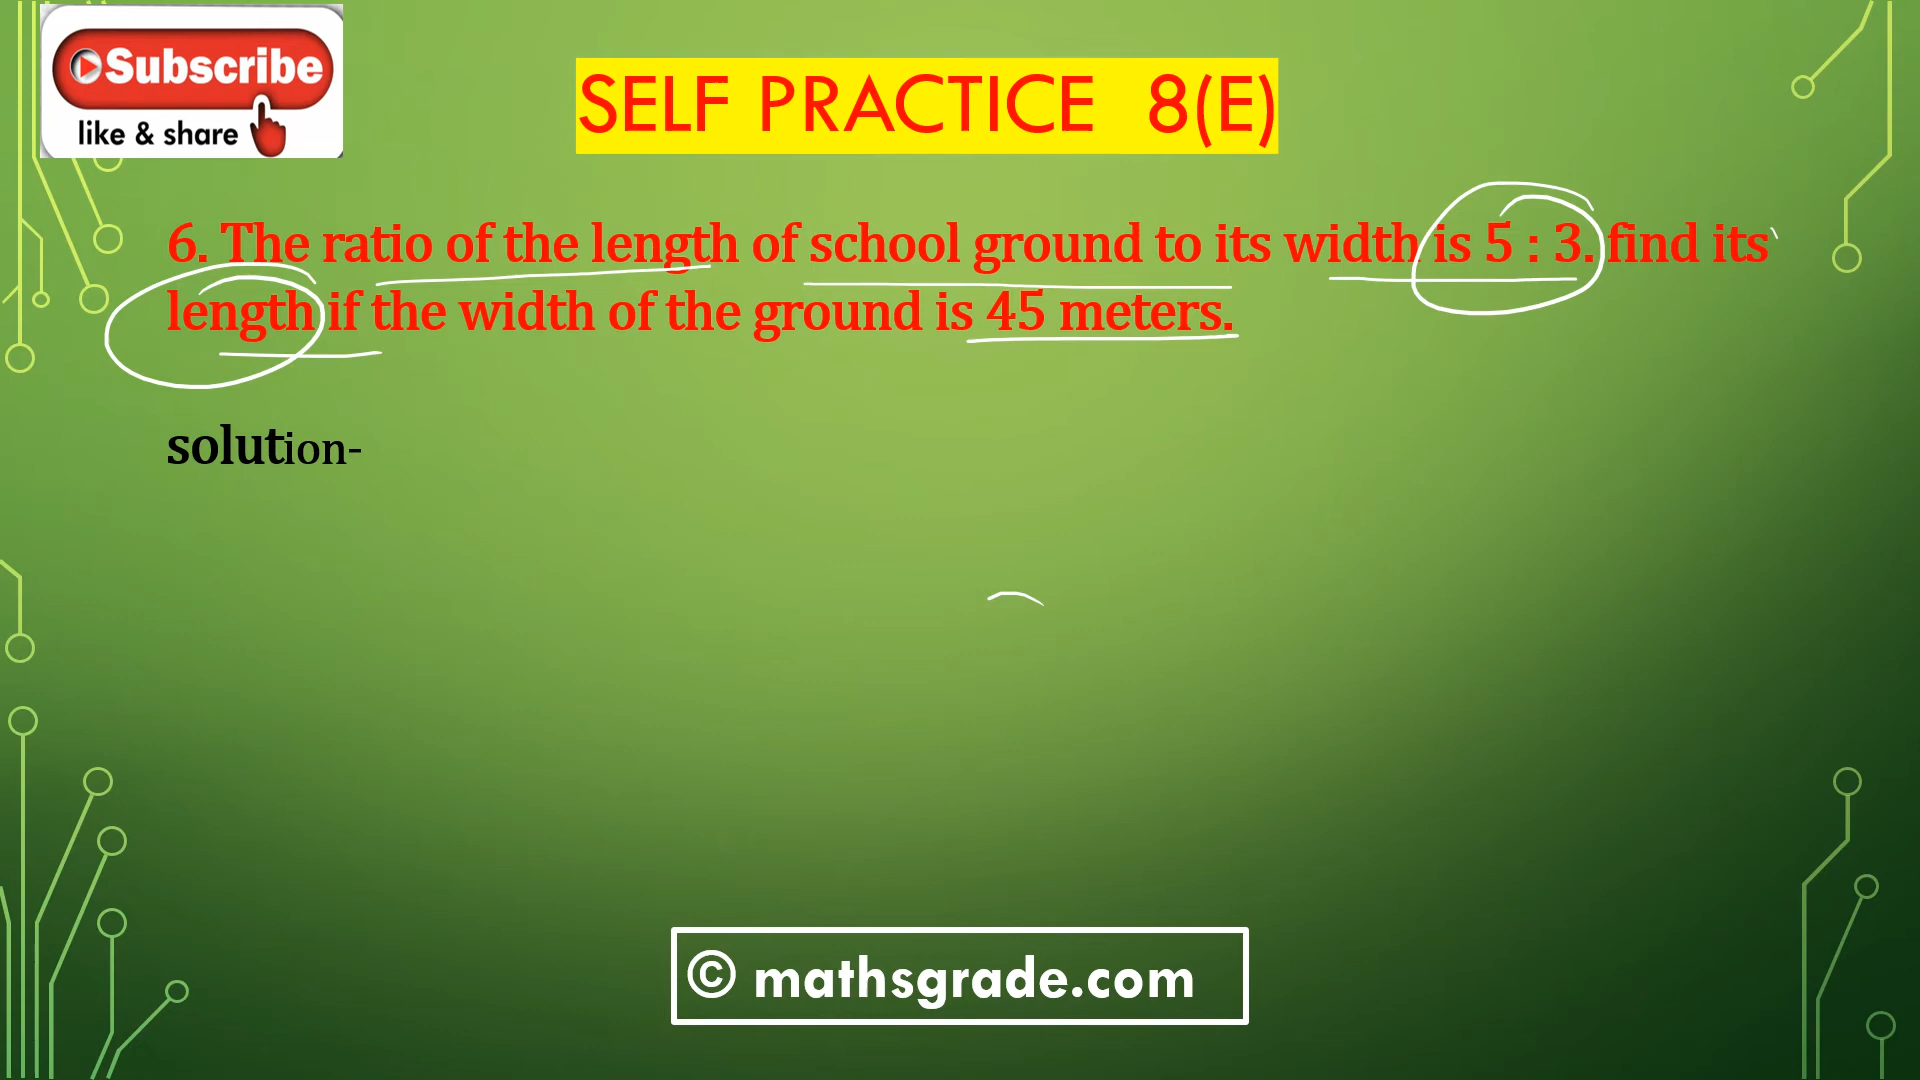 Subscribe
like & share
SELF PRACTICE 8(E)
6. The ratio of the length of school ground to its width is 5 : 3. find its
length if the width of the ground is 45 meters.
solution-
© mathsgrade.com